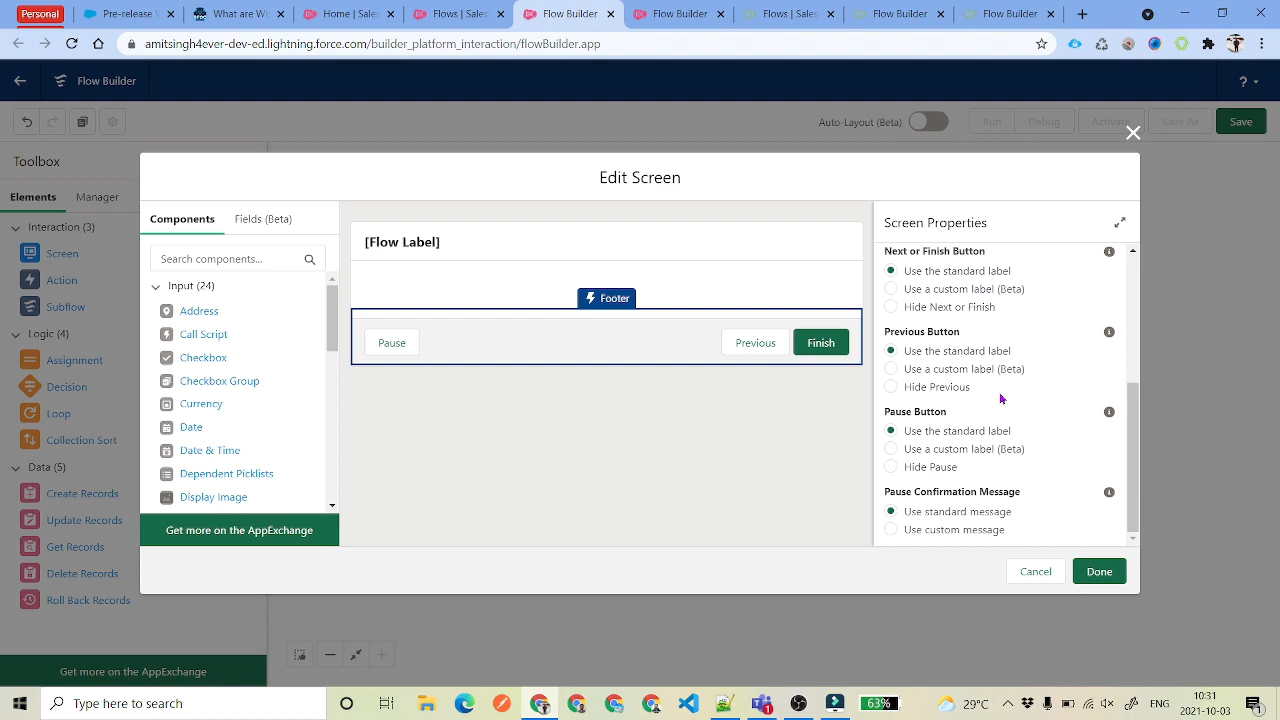 Personal
Pre-release W
What are We
Home | Sales
Flows | Sales
Flow Builder
Flow Builder
Flows | Sales
Flow Builder
Flow Builder
amitsingh4ever-dev-ed.lightning.force.com/builder_platform_interaction/flowBuilder.app
Flow Builder
?
Auto-Layout (Beta)
Run
Debug
Activate
Save As
Save
Toolbox
Elements
Manager
Interaction (3)
Screen
Action
Subflow
Logic (4)
Assignment
Decision
Loop
Collection Sort
Data (5)
Create Records
Update Records
Get Records
Delete Records
Roll Back Records
Get more on the AppExchange
Edit Screen
Components
Fields (Beta)
Search components...
Input (24)
Address
Call Script
Checkbox
Checkbox Group
Currency
Date
Date & Time
Dependent Picklists
Display Image
Get more on the AppExchange
[Flow Label]
Footer
Pause
Previous
Finish
Screen Properties
Next or Finish Button
Use the standard label
Use a custom label (Beta)
Hide Next or Finish
Previous Button
Use the standard label
Use a custom label (Beta)
Hide Previous
Pause Button
Use the standard label
Use a custom label (Beta)
Hide Pause
Pause Confirmation Message
Use standard message
Use custom message
Cancel
Done
Type here to search
63%
29°C
ENG
10:31
2021-10-03